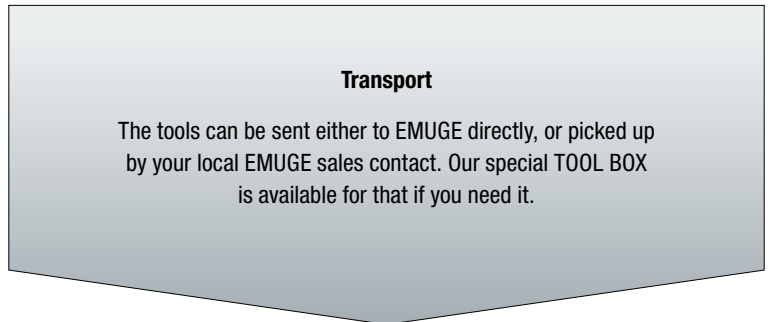 Transport
The tools can be sent either to EMUGE directly, or picked up
by your local EMUGE sales contact. Our special TOOL BOX
is available for that if you need it.